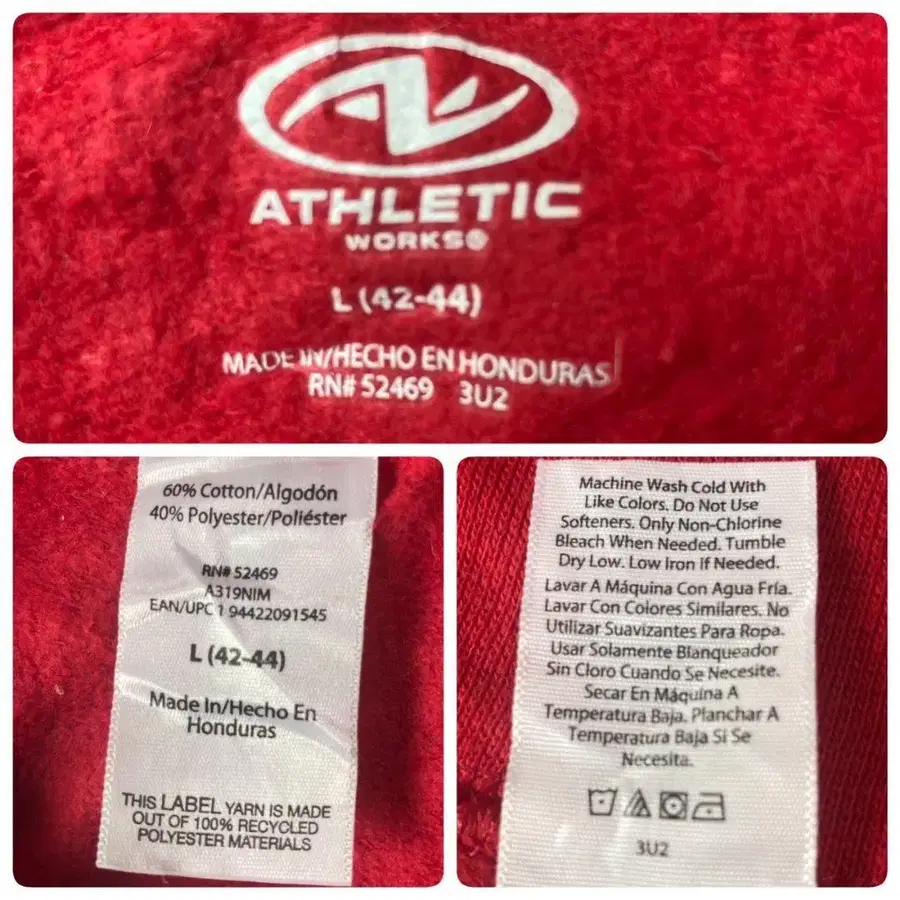 ATHLETIC
WORKS®
L (42-44)
MADE IN/HECHO EN HONDURAS
RN# 52469 3U2
60% Cotton/Algodón
40% Polyester/Poliéster
RN# 52469
A319NIM
EAN/UPC 1 94422091545
L (42-44)
Made In/Hecho En
Honduras
THIS LABEL YARN IS MADE
OUT OF 100% RECYCLED
POLYESTER MATERIALS
Machine Wash Cold With
Like Colors. Do Not Use
Softeners. Only Non-Chlorine
Bleach When Needed. Tumble
Dry Low. Low Iron If Needed.
Lavar A Máquina Con Agua Fría.
Lavar Con Colores Similares. No
Utilizar Suavizantes Para Ropa.
Usar Solamente Blanqueador
Sin Cloro Cuando Se Necesite.
Secar En Máquina A
Temperatura Baja. Planchar A
Temperatura Baja Si Se
Necesita.
3U2